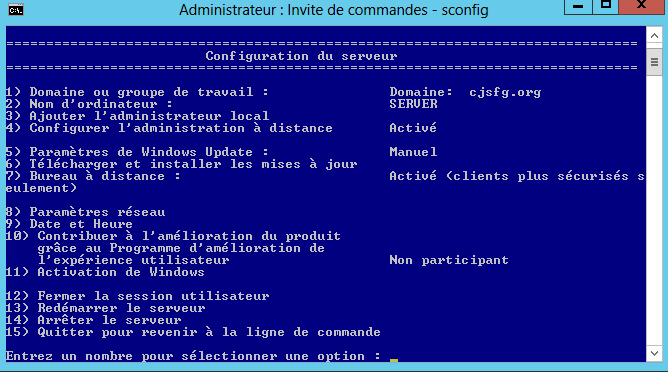 Administrateur : Invite de commandes - sconfig
===============================================================================
Configuration du serveur
===============================================================================
1) Domaine ou groupe de travail : Domaine: cjsfg.org
2) Nom d'ordinateur : SERVER
3) Ajouter l'administrateur local
4) Configurer l'administration à distance Activé
5) Paramètres de Windows Update : Manuel
6) Télécharger et installer les mises à jour
7) Bureau à distance : Activé (clients plus sécurisés s
eulement)
8) Paramètres réseau
9) Date et Heure
10) Contribuer à l'amélioration du produit
grâce au Programme d'amélioration de
l'expérience utilisateur Non participant
11) Activation de Windows
12) Fermer la session utilisateur
13) Redémarrer le serveur
14) Arrêter le serveur
15) Quitter pour revenir à la ligne de commande
Entrez un nombre pour sélectionner une option : _